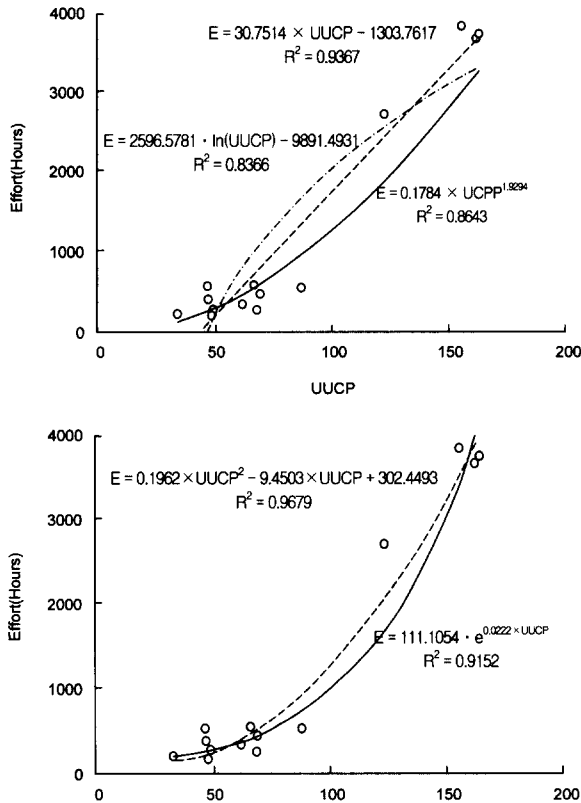 4000
3000
2000
1000
0
Effort(Hours)
E = 30.7514 × UUCP − 1303.7617
R² = 0.9367
E = 2596.5781 · ln(UUCP) − 9891.4931
R² = 0.8366
E = 0.1784 × UCPP^1.9294
R² = 0.8643
0 50 100 150 200
UUCP
4000
3000
2000
1000
0
Effort(Hours)
E = 0.1962 × UUCP² − 9.4503 × UUCP + 302.4493
R² = 0.9679
E = 111.1054 · e^0.0222 × UUCP
R² = 0.9152
0 50 100 150 200